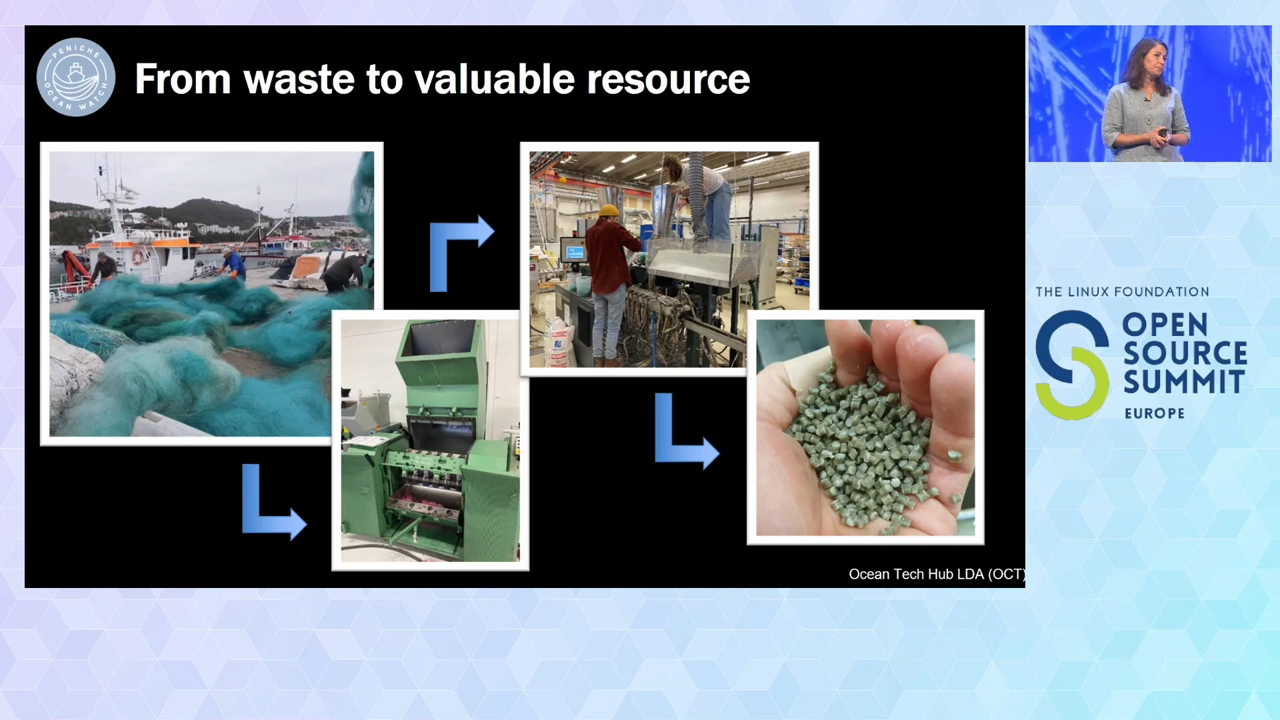 PENICHE
OCEAN WATCH
From waste to valuable resource
Ocean Tech Hub LDA (OCT)
THE LINUX FOUNDATION
OPEN
SOURCE
SUMMIT
EUROPE